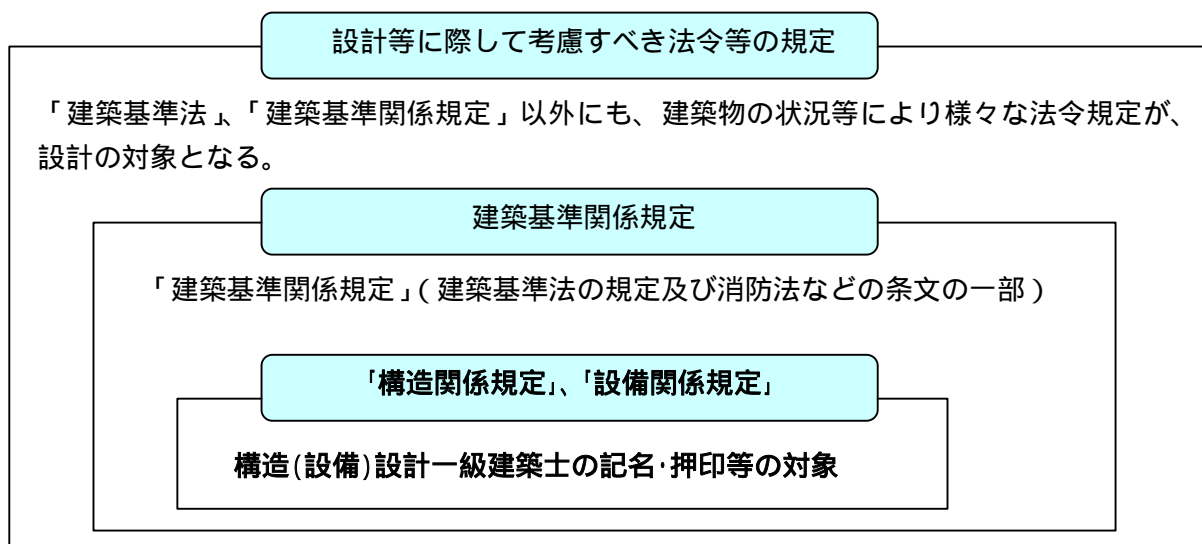 設計等に際して考慮すべき法令等の規定
「建築基準法」、「建築基準関係規定」以外にも、建築物の状況等により様々な法令規定が、
設計の対象となる。
建築基準関係規定
「建築基準関係規定」(建築基準法の規定及び消防法などの条文の一部)
「構造関係規定」、「設備関係規定」
構造(設備)設計一級建築士の記名・押印等の対象